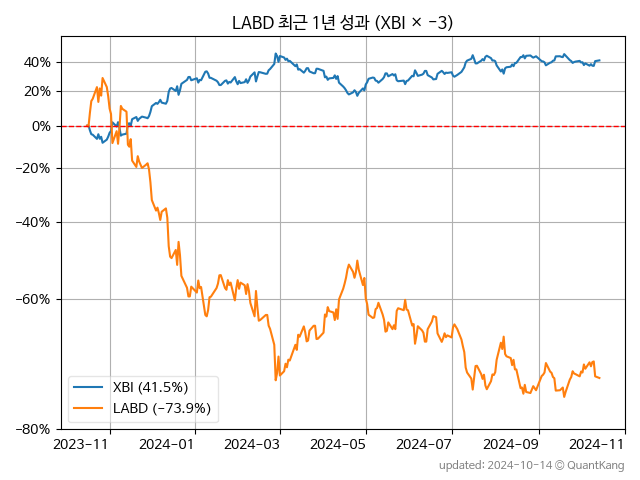 LABD 최근 1년 성과 (XBI × −3)
40%
20%
0%
−20%
−40%
−60%
−80%
XBI (41.5%)
LABD (−73.9%)
2023-11 2024-01 2024-03 2024-05 2024-07 2024-09 2024-11
updated: 2024-10-14 © QuantKang